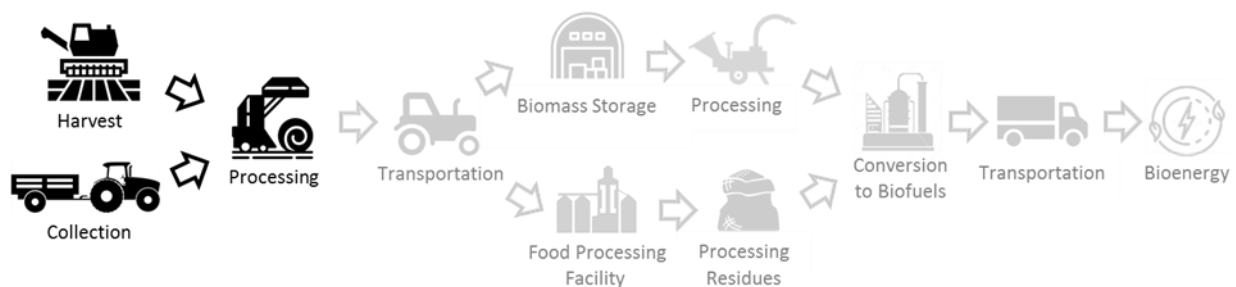 Harvest
Collection
Processing
Transportation
Biomass Storage
Processing
Food Processing
Facility
Processing
Residues
Conversion
to Biofuels
Transportation
Bioenergy